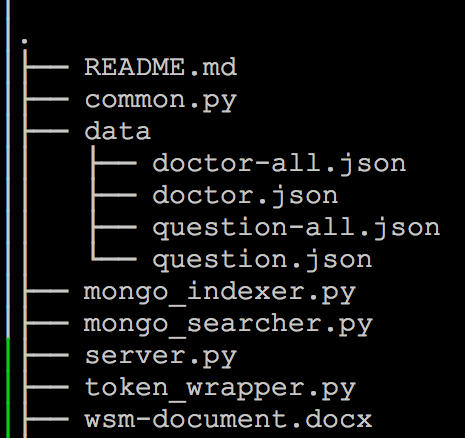 .
├── README.md
├── common.py
├── data
│   ├── doctor-all.json
│   ├── doctor.json
│   ├── question-all.json
│   └── question.json
├── mongo_indexer.py
├── mongo_searcher.py
├── server.py
├── token_wrapper.py
├── wsm-document.docx